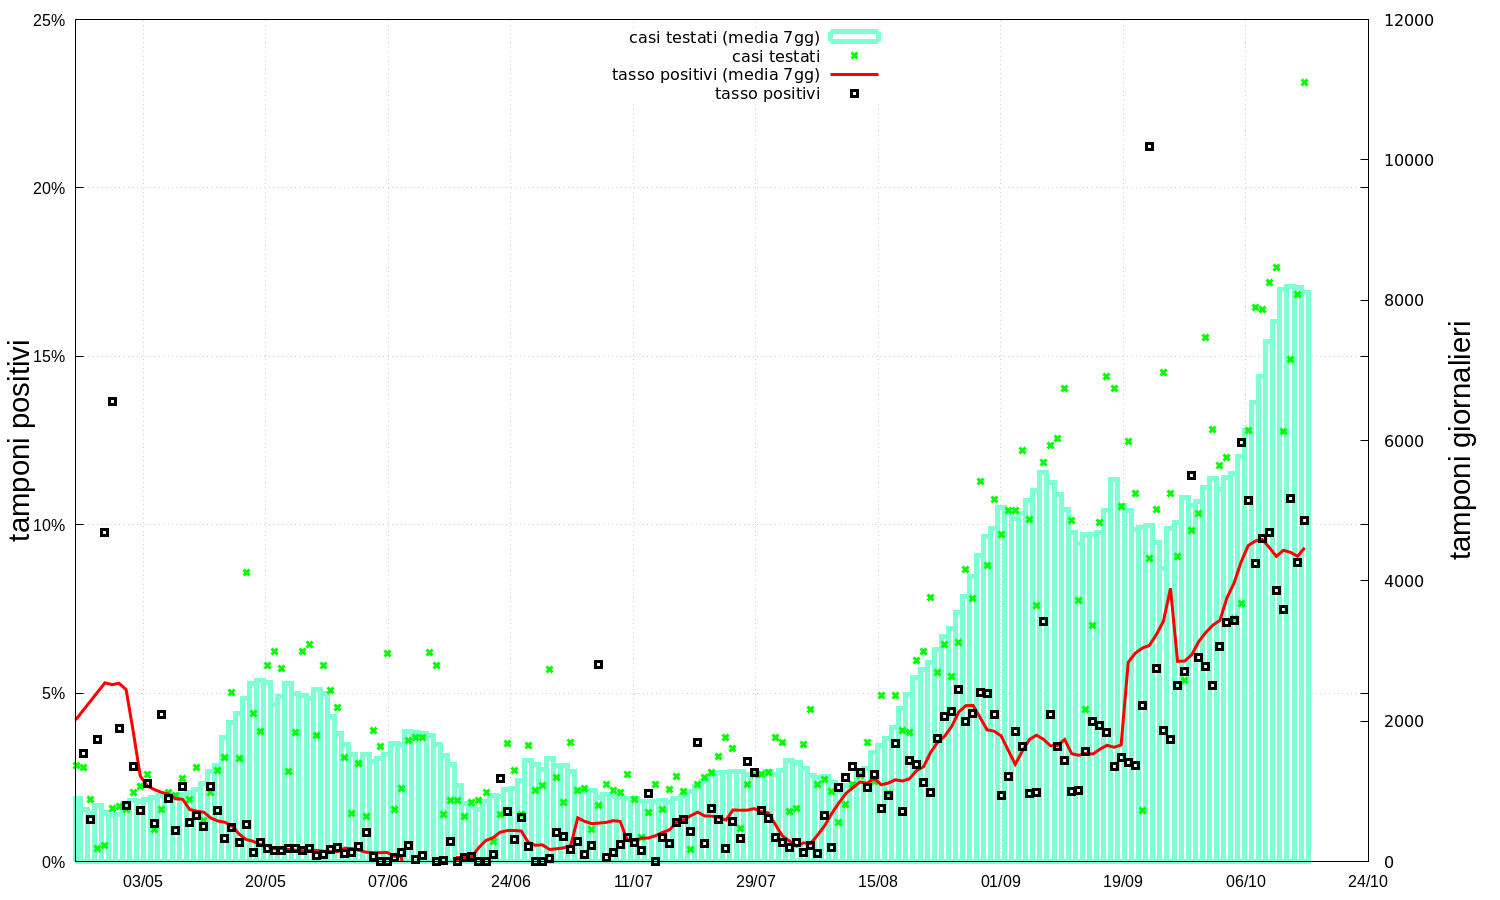 25%
20%
15%
10%
5%
0%
tamponi positivi
casi testati (media 7gg)
casi testati
tasso positivi (media 7gg)
tasso positivi
12000
10000
8000
6000
4000
2000
0
tamponi giornalieri
03/05 20/05 07/06 24/06 11/07 29/07 15/08 01/09 19/09 06/10 24/10